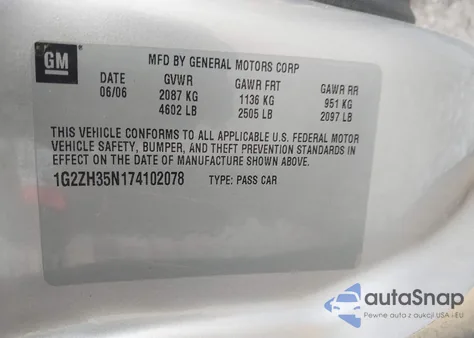 GM
MFD BY GENERAL MOTORS CORP
DATE GVWR GAWR FRT GAWR RR
06/06 2087 KG 1136 KG 951 KG
4602 LB 2505 LB 2097 LB
THIS VEHICLE CONFORMS TO ALL APPLICABLE U.S. FEDERAL MOTOR
VEHICLE SAFETY, BUMPER, AND THEFT PREVENTION STANDARDS
IN EFFECT ON THE DATE OF MANUFACTURE SHOWN ABOVE.
1G2ZH35N174102078 TYPE: PASS CAR
autoSnap
Pewne auta z aukcji USA i EU